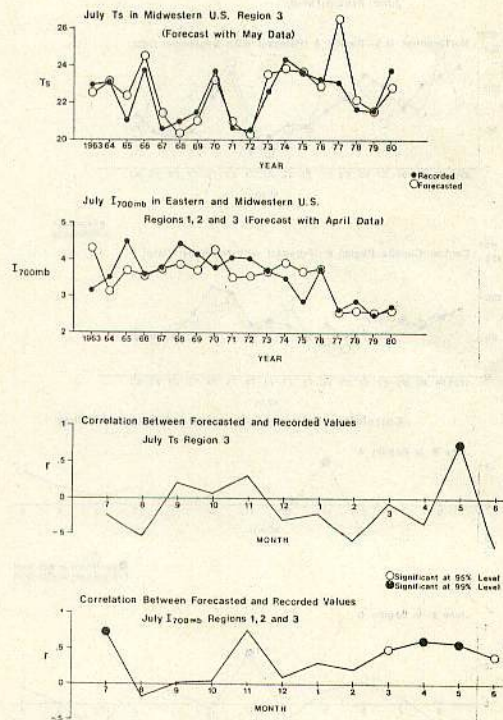 July Ts in Midwestern U.S. Region 3
(Forecast with May Data)
26
24
Ts
22
20
1963 64 65 66 67 68 69 70 71 72 73 74 75 76 77 78 79 80
YEAR
●Recorded
○Forecasted
July I700mb in Eastern and Midwestern U.S.
Regions 1, 2 and 3 (Forecast with April Data)
5
4
I700mb
3
2
1963 64 65 66 67 68 69 70 71 72 73 74 75 76 77 78 79 80
YEAR
Correlation Between Forecasted and Recorded Values
July Ts Region 3
1
.5
r
0
-.5
7 8 9 10 11 12 1 2 3 4 5 6
MONTH
○Significant at 95% Level
●Significant at 99% Level
Correlation Between Forecasted and Recorded Values
July I700mb Regions 1, 2 and 3
1
r
0
-.5
7 8 9 10 11 12 1 2 3 4 5 6
MONTH